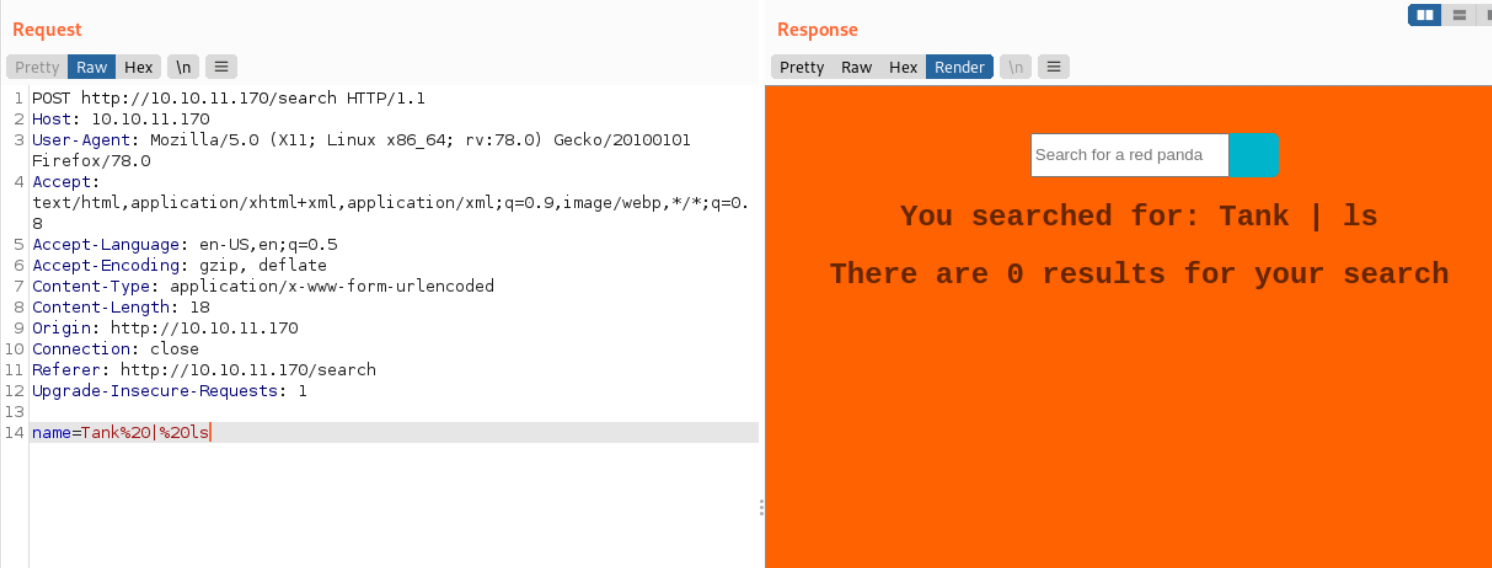 Request
Pretty Raw Hex \n
1 POST http://10.10.11.170/search HTTP/1.1
2 Host: 10.10.11.170
3 User-Agent: Mozilla/5.0 (X11; Linux x86_64; rv:78.0) Gecko/20100101
Firefox/78.0
4 Accept:
text/html,application/xhtml+xml,application/xml;q=0.9,image/webp,*/*;q=0.
8
5 Accept-Language: en-US,en;q=0.5
6 Accept-Encoding: gzip, deflate
7 Content-Type: application/x-www-form-urlencoded
8 Content-Length: 18
9 Origin: http://10.10.11.170
10 Connection: close
11 Referer: http://10.10.11.170/search
12 Upgrade-Insecure-Requests: 1
13
14 name=Tank%20|%20ls
Response
Pretty Raw Hex Render \n
Search for a red panda
You searched for: Tank | ls
There are 0 results for your search